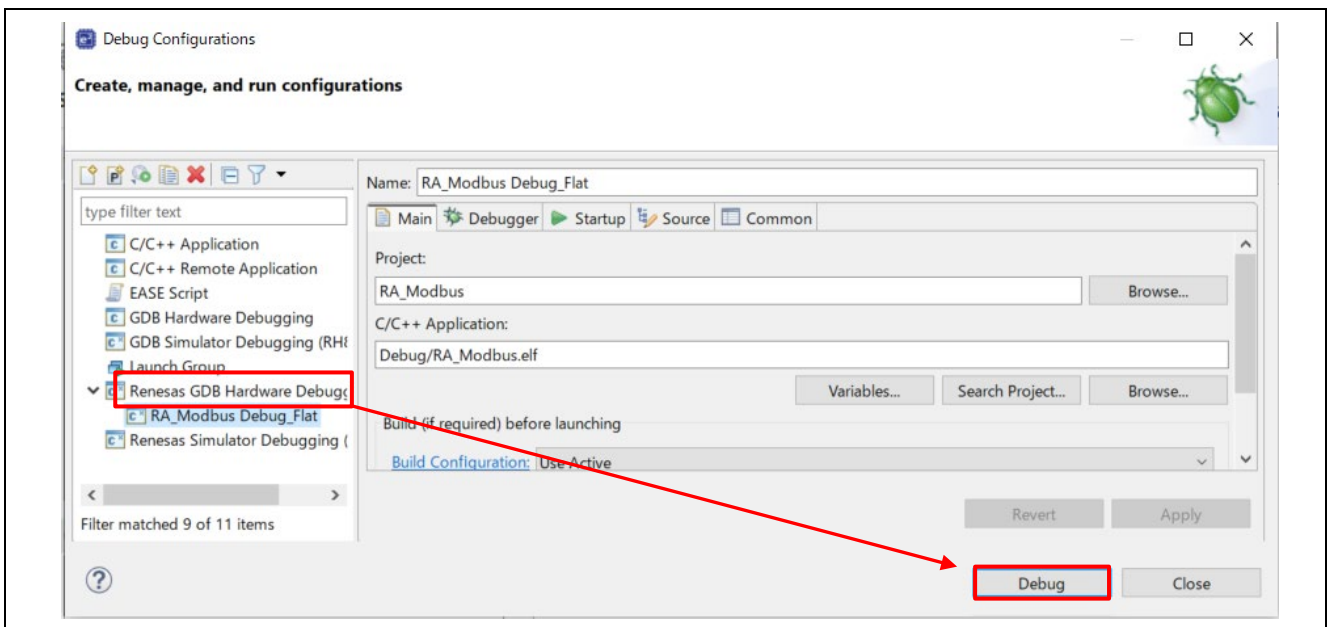 Debug Configurations
Create, manage, and run configurations
type filter text
C/C++ Application
C/C++ Remote Application
EASE Script
GDB Hardware Debugging
GDB Simulator Debugging (RH8
Launch Group
Renesas GDB Hardware Debugg
RA_Modbus Debug_Flat
Renesas Simulator Debugging (
Filter matched 9 of 11 items
Name: RA_Modbus Debug_Flat
Main Debugger Startup Source Common
Project:
RA_Modbus Browse...
C/C++ Application:
Debug/RA_Modbus.elf
Variables... Search Project... Browse...
Build (if required) before launching
Build Configuration: Use Active
Revert Apply
? Debug Close